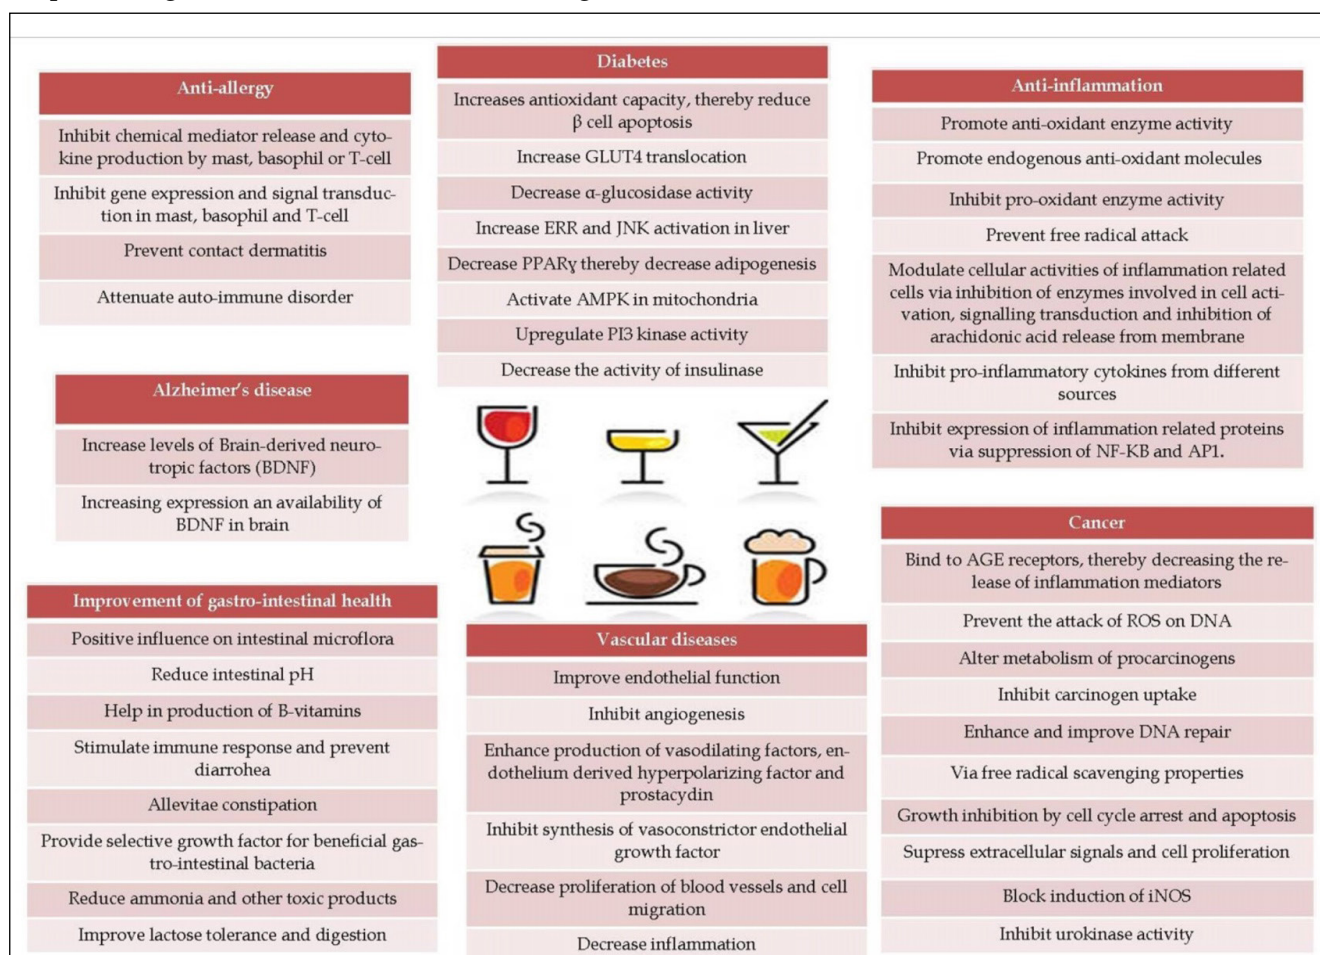 Anti-allergy
Inhibit chemical mediator release and cyto-
kine production by mast, basophil or T-cell
Inhibit gene expression and signal transduc-
tion in mast, basophil and T-cell
Prevent contact dermatitis
Attenuate auto-immune disorder
Alzheimer's disease
Increase levels of Brain-derived neuro-
tropic factors (BDNF)
Increasing expression an availability of
BDNF in brain
Improvement of gastro-intestinal health
Positive influence on intestinal microflora
Reduce intestinal pH
Help in production of B-vitamins
Stimulate immune response and prevent
diarrohea
Allevitae constipation
Provide selective growth factor for beneficial gas-
tro-intestinal bacteria
Reduce ammonia and other toxic products
Improve lactose tolerance and digestion
Diabetes
Increases antioxidant capacity, thereby reduce
β cell apoptosis
Increase GLUT4 translocation
Decrease α-glucosidase activity
Increase ERR and JNK activation in liver
Decrease PPARɣ thereby decrease adipogenesis
Activate AMPK in mitochondria
Upregulate PI3 kinase activity
Decrease the activity of insulinase
Vascular diseases
Improve endothelial function
Inhibit angiogenesis
Enhance production of vasodilating factors, en-
dothelium derived hyperpolarizing factor and
prostacydin
Inhibit synthesis of vasoconstrictor endothelial
growth factor
Decrease proliferation of blood vessels and cell
migration
Decrease inflammation
Anti-inflammation
Promote anti-oxidant enzyme activity
Promote endogenous anti-oxidant molecules
Inhibit pro-oxidant enzyme activity
Prevent free radical attack
Modulate cellular activities of inflammation related
cells via inhibition of enzymes involved in cell acti-
vation, signalling transduction and inhibition of
arachidonic acid release from membrane
Inhibit pro-inflammatory cytokines from different
sources
Inhibit expression of inflammation related proteins
via suppression of NF-KB and AP1.
Cancer
Bind to AGE receptors, thereby decreasing the re-
lease of inflammation mediators
Prevent the attack of ROS on DNA
Alter metabolism of procarcinogens
Inhibit carcinogen uptake
Enhance and improve DNA repair
Via free radical scavenging properties
Growth inhibition by cell cycle arrest and apoptosis
Supress extracellular signals and cell proliferation
Block induction of iNOS
Inhibit urokinase activity